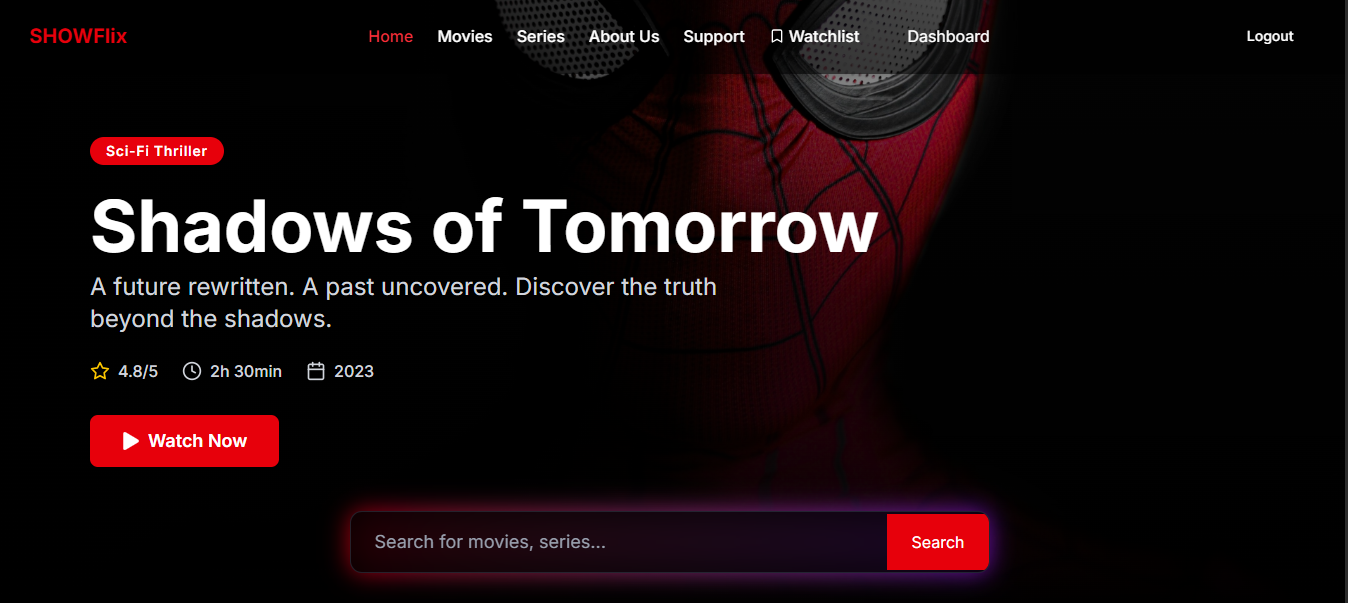 SHOWFlix Home Movies Series About Us Support Watchlist Dashboard Logout
Sci-Fi Thriller
Shadows of Tomorrow
A future rewritten. A past uncovered. Discover the truth
beyond the shadows.
4.8/5 2h 30min 2023
Watch Now
Search for movies, series... Search